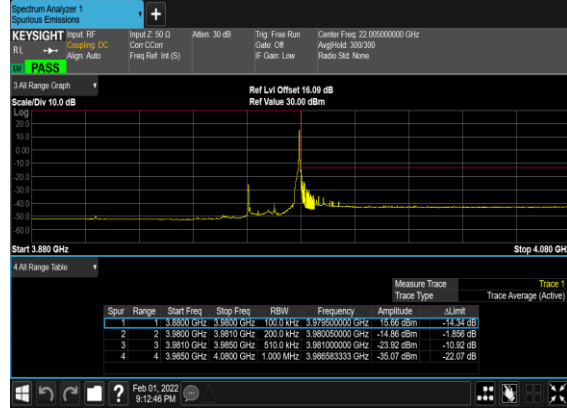 Spectrum Analyzer 1
Spurious Emissions
+
KEYSIGHT Input: RF Input Z: 50 Ω Atten: 30 dB Trig: Free Run Center Freq: 22.005000000 GHz
RL Coupling: DC Corr CCorr Gate: Off Avg|Hold: 300/300
Align: Auto Freq Ref: Int (S) IF Gain: Low Radio Std: None
PASS
3 All Range Graph Ref Lvl Offset 16.09 dB
Scale/Div 10.0 dB Ref Value 30.00 dBm
Log
20.0
10.0
0.00
-10.0
-20.0
-30.0
-40.0
-50.0
-60.0
Start 3.880 GHz Stop 4.080 GHz
4 All Range Table
Measure Trace Trace 1
Trace Type Trace Average (Active)
Spur Range Start Freq Stop Freq RBW Frequency Amplitude ΔLimit
1 1 3.8800 GHz 3.9800 GHz 100.0 kHz 3.979500000 GHz 15.66 dBm -14.34 dB
2 2 3.9800 GHz 3.9810 GHz 200.0 kHz 3.980050000 GHz -14.86 dBm -1.856 dB
3 3 3.9810 GHz 3.9850 GHz 510.0 kHz 3.981000000 GHz -23.92 dBm -10.92 dB
4 4 3.9850 GHz 4.0800 GHz 1.000 MHz 3.986583333 GHz -35.07 dBm -22.07 dB
? Feb 01, 2022
9:12:46 PM